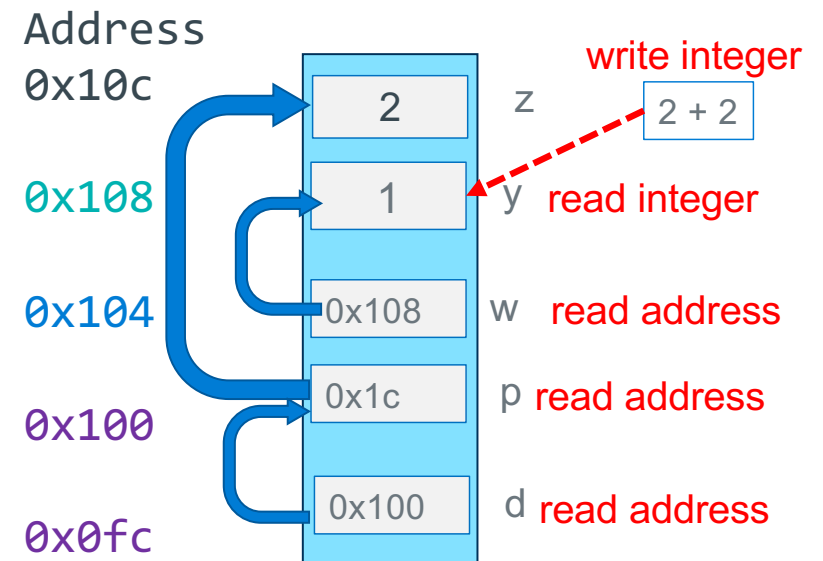 Address
write integer
0x10c
2
z
2 + 2
0x108
1
y
read integer
0x104
0x108
w
read address
0x1c
p
read address
0x100
0x100
d
read address
0x0fc